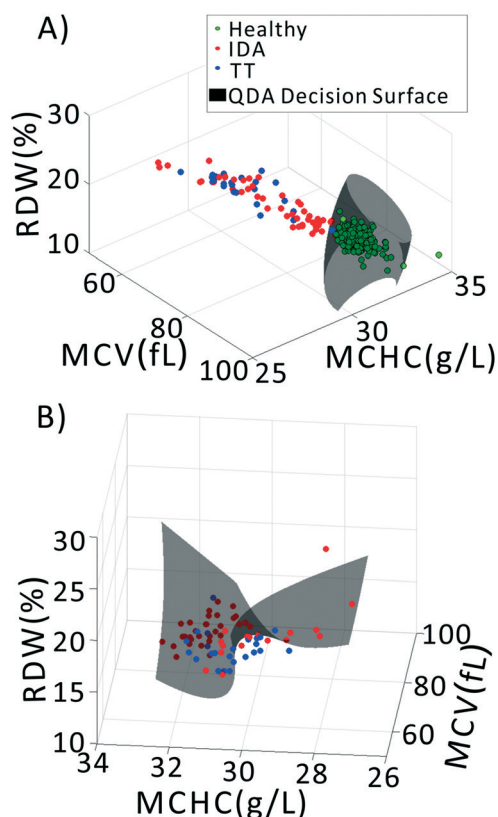 A)
Healthy
IDA
TT
QDA Decision Surface
30
20
10
RDW(%)
60
80
100
MCV(fL)
25
30
35
MCHC(g/L)
B)
30
25
20
15
10
RDW(%)
34
32
30
28
26
MCHC(g/L)
100
80
60
MCV(fL)